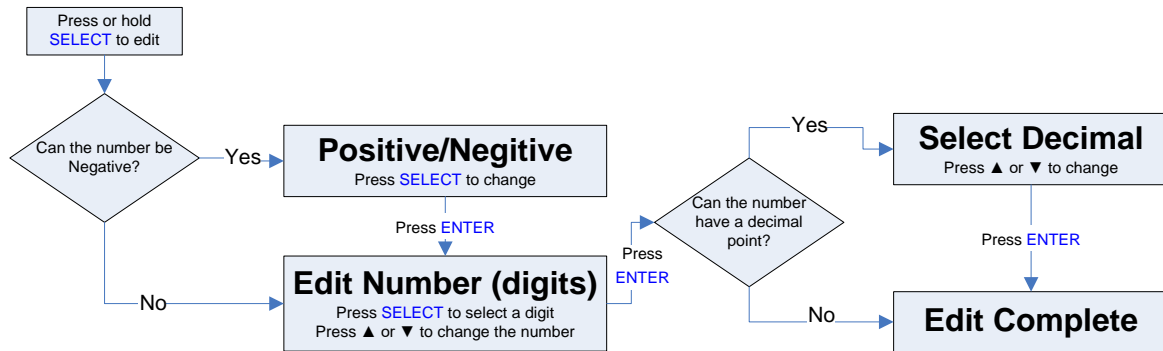 Press or hold
SELECT to edit
Can the number be
Negative?
Yes
Positive/Negitive
Press SELECT to change
Press ENTER
No
Edit Number (digits)
Press SELECT to select a digit
Press ▲ or ▼ to change the number
Press
ENTER
Can the number
have a decimal
point?
Yes
Select Decimal
Press ▲ or ▼ to change
Press ENTER
No
Edit Complete